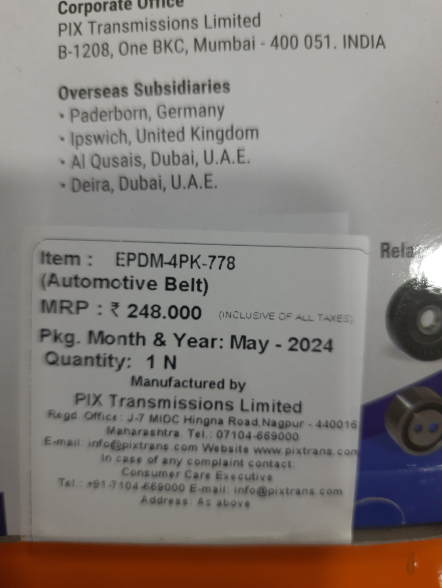 Corporate Office
PIX Transmissions Limited
B-1208, One BKC, Mumbai - 400 051. INDIA
Overseas Subsidiaries
• Paderborn, Germany
• Ipswich, United Kingdom
• Al Qusais, Dubai, U.A.E.
• Deira, Dubai, U.A.E.
Item : EPDM-4PK-778
(Automotive Belt)
MRP : ₹ 248.000 (INCLUSIVE OF ALL TAXES)
Pkg. Month & Year: May - 2024
Quantity: 1 N
Manufactured by
PIX Transmissions Limited
Regd. Office: J-7 MIDC Hingna Road,Nagpur - 440016
Maharashtra. Tel.: 07104-669000
E-mail: info@pixtrans.com Website www.pixtrans.com
In case of any complaint contact:
Consumer Care Executive
Tel.: +91-7104-669000 E-mail: info@pixtrans.com
Address: As above